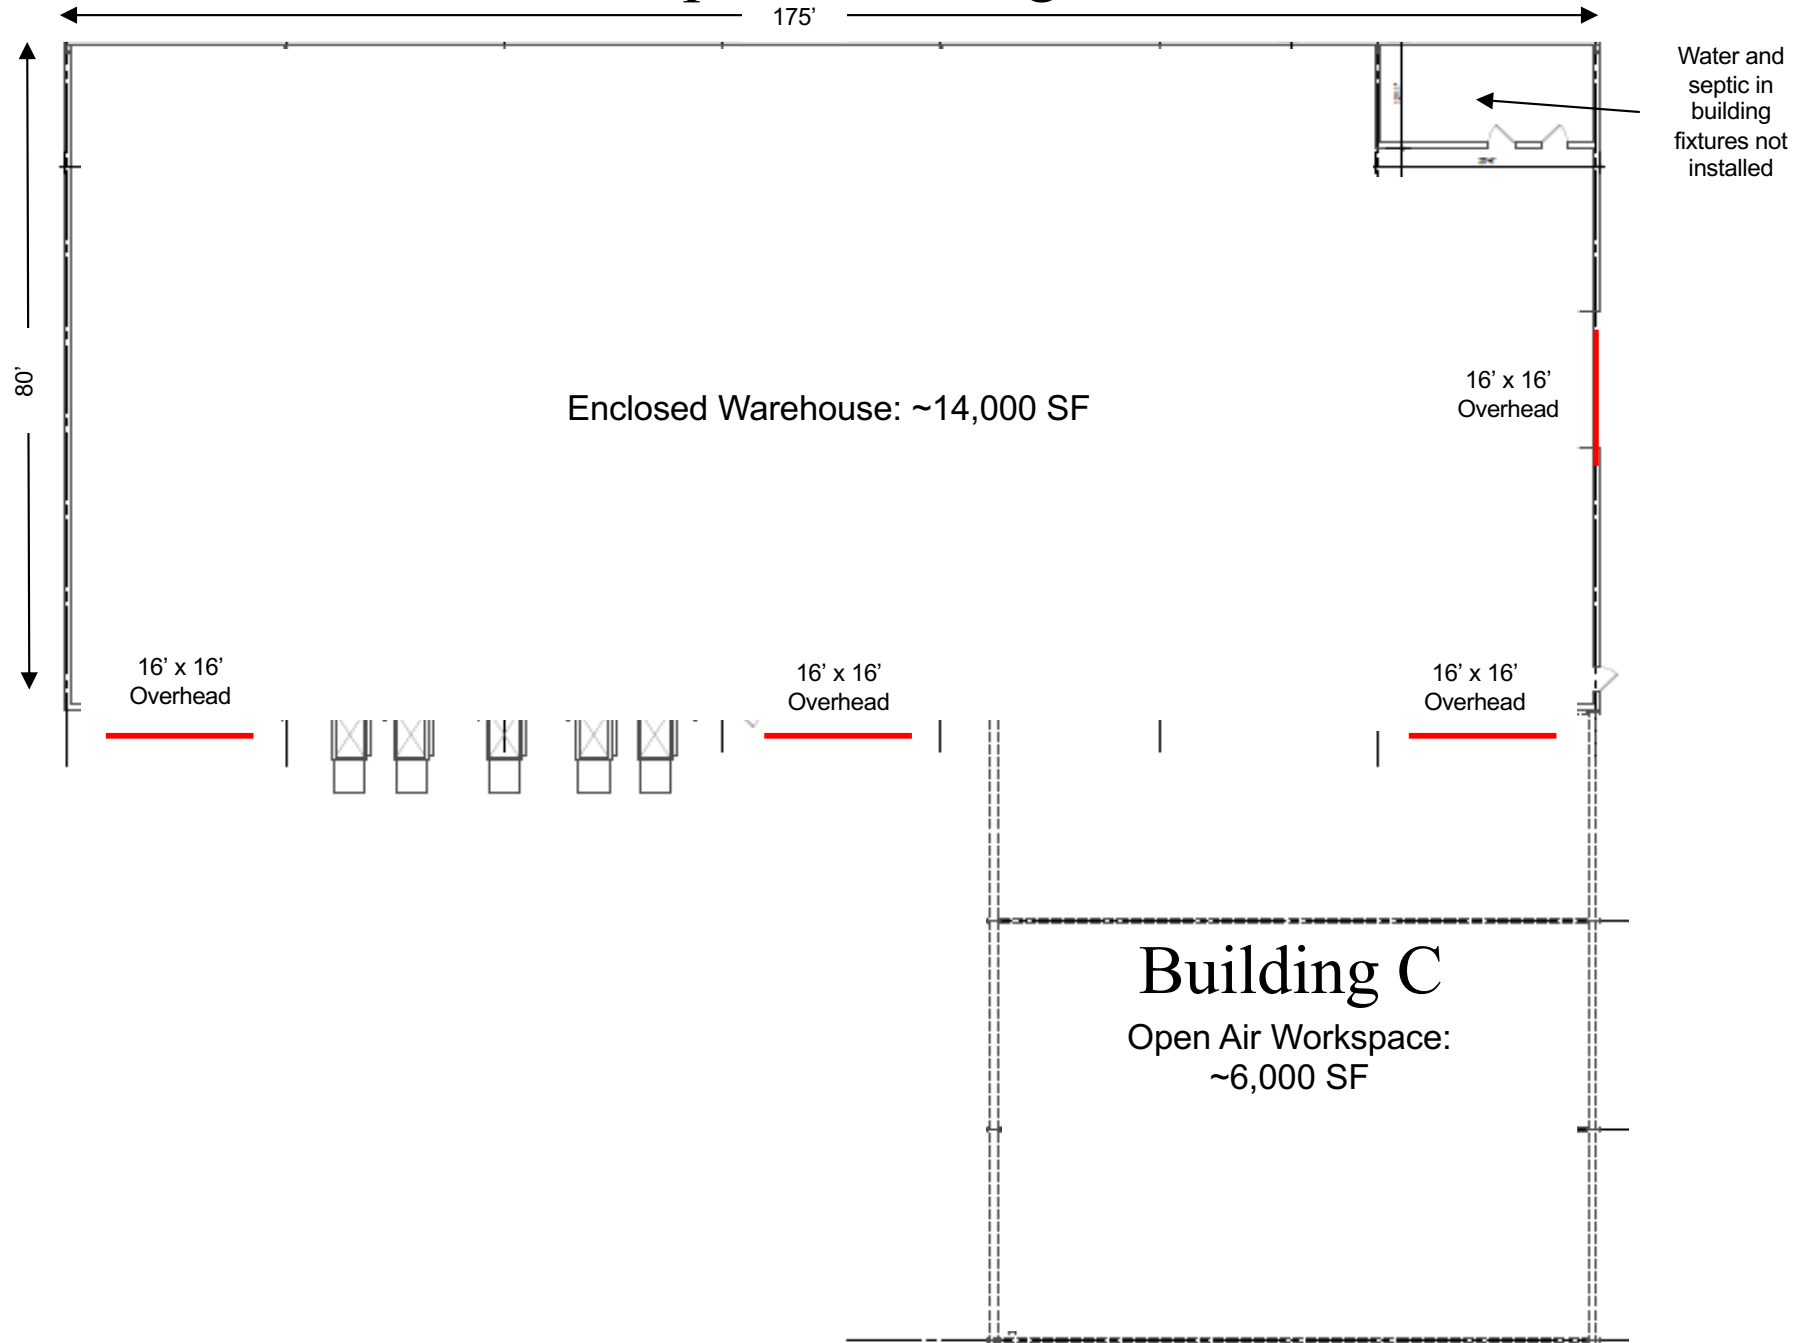 175’
Water and
septic in
building
fixtures not
installed
80’
16’ x 16’
Overhead
Enclosed Warehouse: ~14,000 SF
16’ x 16’
Overhead
16’ x 16’
Overhead
16’ x 16’
Overhead
Building C
Open Air Workspace:
~6,000 SF